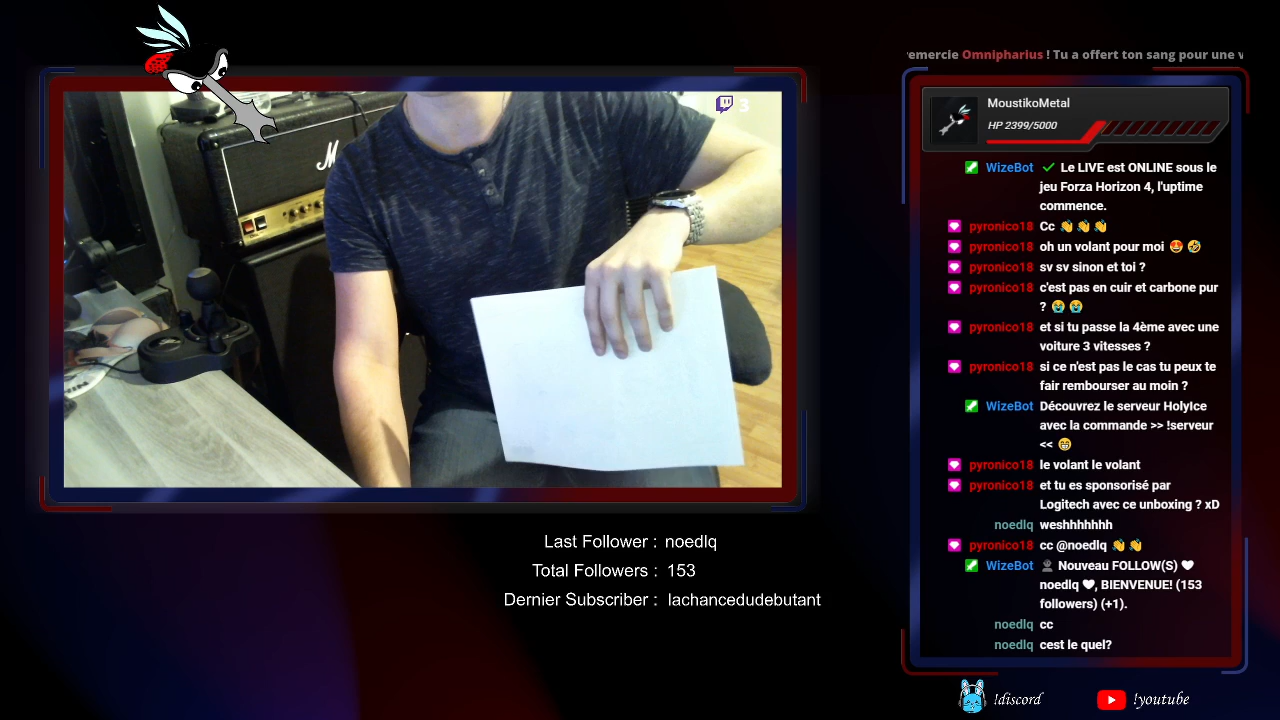 remercie Omnipharius ! Tu a offert ton sang pour une v
3
MoustikoMetal
HP 2399/5000
WizeBot Le LIVE est ONLINE sous le
jeu Forza Horizon 4, l'uptime
commence.
pyronico18 Cc 👏 👏 👏
pyronico18 oh un volant pour moi 😍 🤣
pyronico18 sv sv sinon et toi ?
pyronico18 c'est pas en cuir et carbone pur
? 😭 😭
pyronico18 et si tu passe la 4ème avec une
voiture 3 vitesses ?
pyronico18 si ce n'est pas le cas tu peux te
fair rembourser au moin ?
WizeBot Découvrez le serveur HolyIce
avec la commande >> !serveur
<< 😁
pyronico18 le volant le volant
pyronico18 et tu es sponsorisé par
Logitech avec ce unboxing ? xD
noedlq weshhhhhhh
pyronico18 cc @noedlq 👏 👏
WizeBot 👤 Nouveau FOLLOW(S) 🤍
noedlq 🤍, BIENVENUE! (153
followers) (+1).
noedlq cc
noedlq cest le quel?
Last Follower : noedlq
Total Followers : 153
Dernier Subscriber : lachancedudebutant
!discord
!youtube